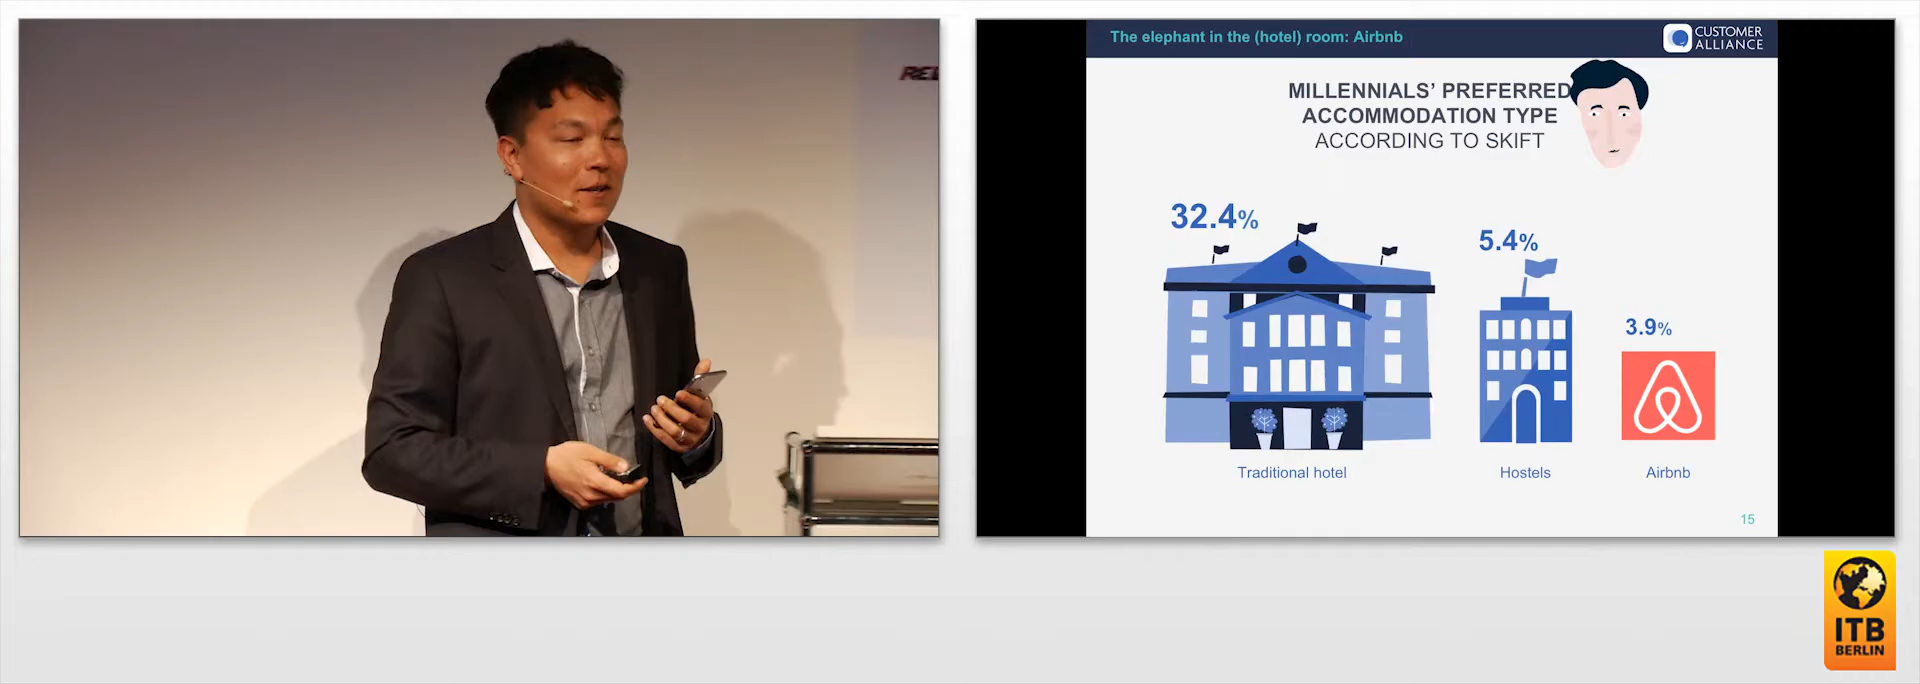 REL
The elephant in the (hotel) room: Airbnb
CUSTOMER
ALLIANCE
MILLENNIALS’ PREFERRED
ACCOMMODATION TYPE
ACCORDING TO SKIFT
32.4%
5.4%
3.9%
Traditional hotel
Hostels
Airbnb
15
ITB
BERLIN